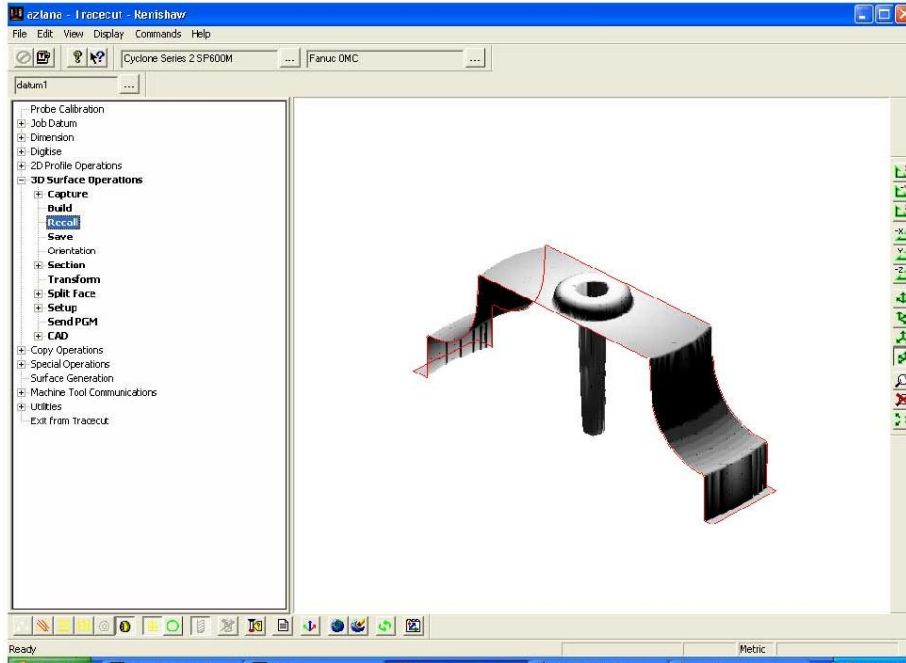 azlana - Tracecut - Renishaw
File Edit View Display Commands Help
Cyclone Series 2 SP600M ... Fanuc 0MC ...
datum1 ...
Probe Calibration
Job Datum
Dimension
Digitise
2D Profile Operations
3D Surface Operations
Capture
Build
Recall
Save
Orientation
Section
Transform
Split Face
Setup
Send PGM
CAD
Copy Operations
Special Operations
Surface Generation
Machine Tool Communications
Utilities
Exit from Tracecut
-X
Y
-Z
Ready
Metric